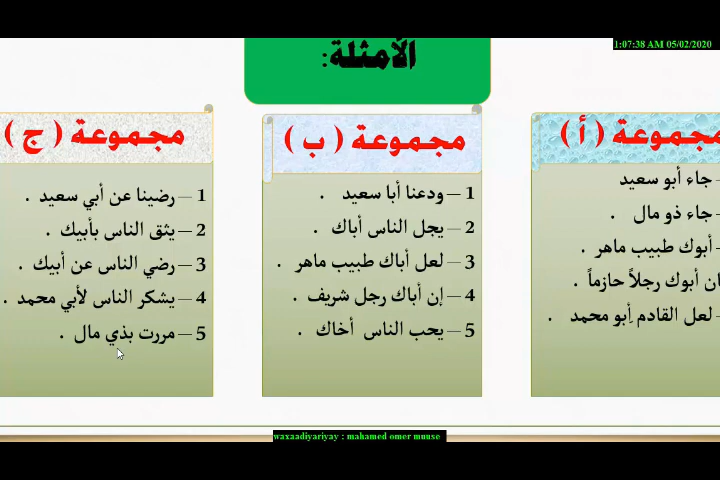 1:07:38 AM 05/02/2020
الأمثلة:
مجموعة ( أ )
جاء أبو سعيد
– جاء ذو مال .
– أبوك طبيب ماهر .
ان أبوك رجلاً حازماً .
– لعل القادم أبو محمد .
مجموعة ( ب )
1 – ودعنا أبا سعيد .
2 – يجل الناس أباك .
3 – لعل أباك طبيب ماهر .
4 – إن أباك رجل شريف .
5 – يحب الناس أخاك .
مجموعة ( ج )
1 – رضينا عن أبي سعيد .
2 – يثق الناس بأبيك .
3 – رضي الناس عن أبيك .
4 – يشكر الناس لأبي محمد .
5 – مررت بذي مال .
waxaadiyariyay : mahamed omer muuse